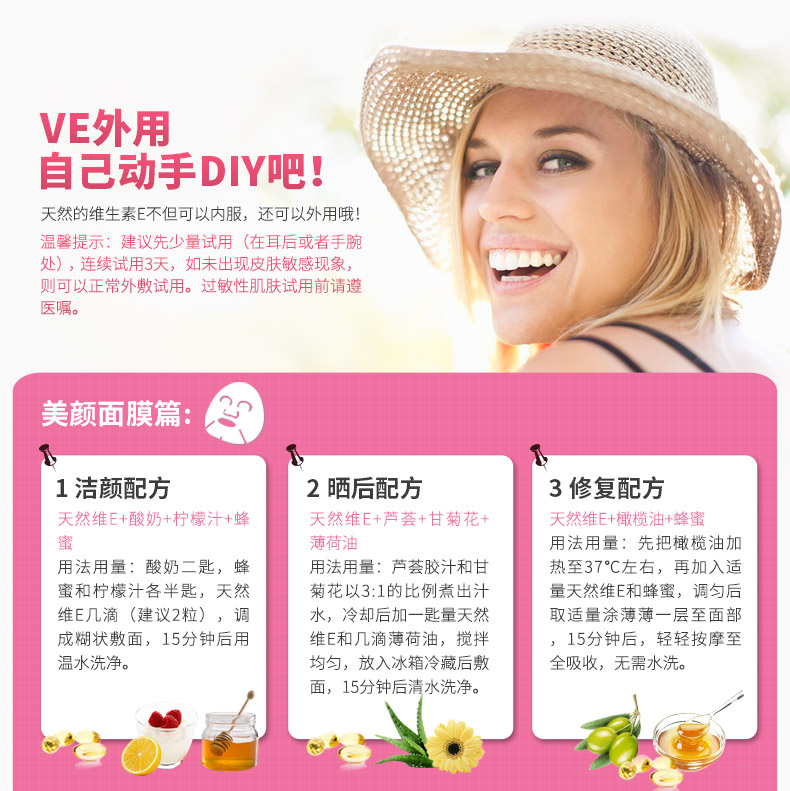 VE外用
自己动手DIY吧！
天然的维生素E不但可以内服，还可以外用哦！
温馨提示：建议先少量试用（在耳后或者手腕
处），连续试用3天，如未出现皮肤敏感现象，
则可以正常外敷试用。过敏性肌肤试用前请遵
医嘱。
美颜面膜篇:
1 洁颜配方
天然维E+酸奶+柠檬汁+蜂
蜜
用法用量：酸奶二匙，蜂
蜜和柠檬汁各半匙，天然
维E几滴（建议2粒），调
成糊状敷面，15分钟后用
温水洗净。
2 晒后配方
天然维E+芦荟+甘菊花+
薄荷油
用法用量：芦荟胶汁和甘
菊花以3:1的比例煮出汁
水，冷却后加一匙量天然
维E和几滴薄荷油，搅拌
均匀，放入冰箱冷藏后敷
面，15分钟后清水洗净。
3 修复配方
天然维E+橄榄油+蜂蜜
用法用量：先把橄榄油加
热至37℃左右，再加入适
量天然维E和蜂蜜，调匀后
取适量涂薄薄一层至面部
，15分钟后，轻轻按摩至
全吸收，无需水洗。